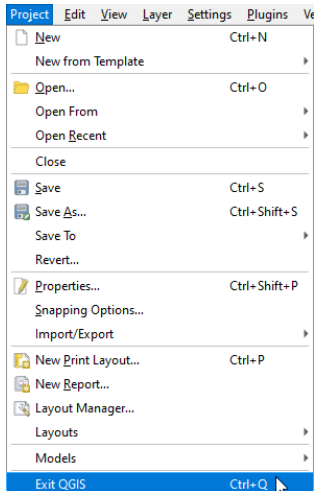 Project Edit View Layer Settings Plugins Ve
New Ctrl+N
New from Template
Open... Ctrl+O
Open From
Open Recent
Close
Save Ctrl+S
Save As... Ctrl+Shift+S
Save To
Revert...
Properties... Ctrl+Shift+P
Snapping Options...
Import/Export
New Print Layout... Ctrl+P
New Report...
Layout Manager...
Layouts
Models
Exit QGIS Ctrl+Q